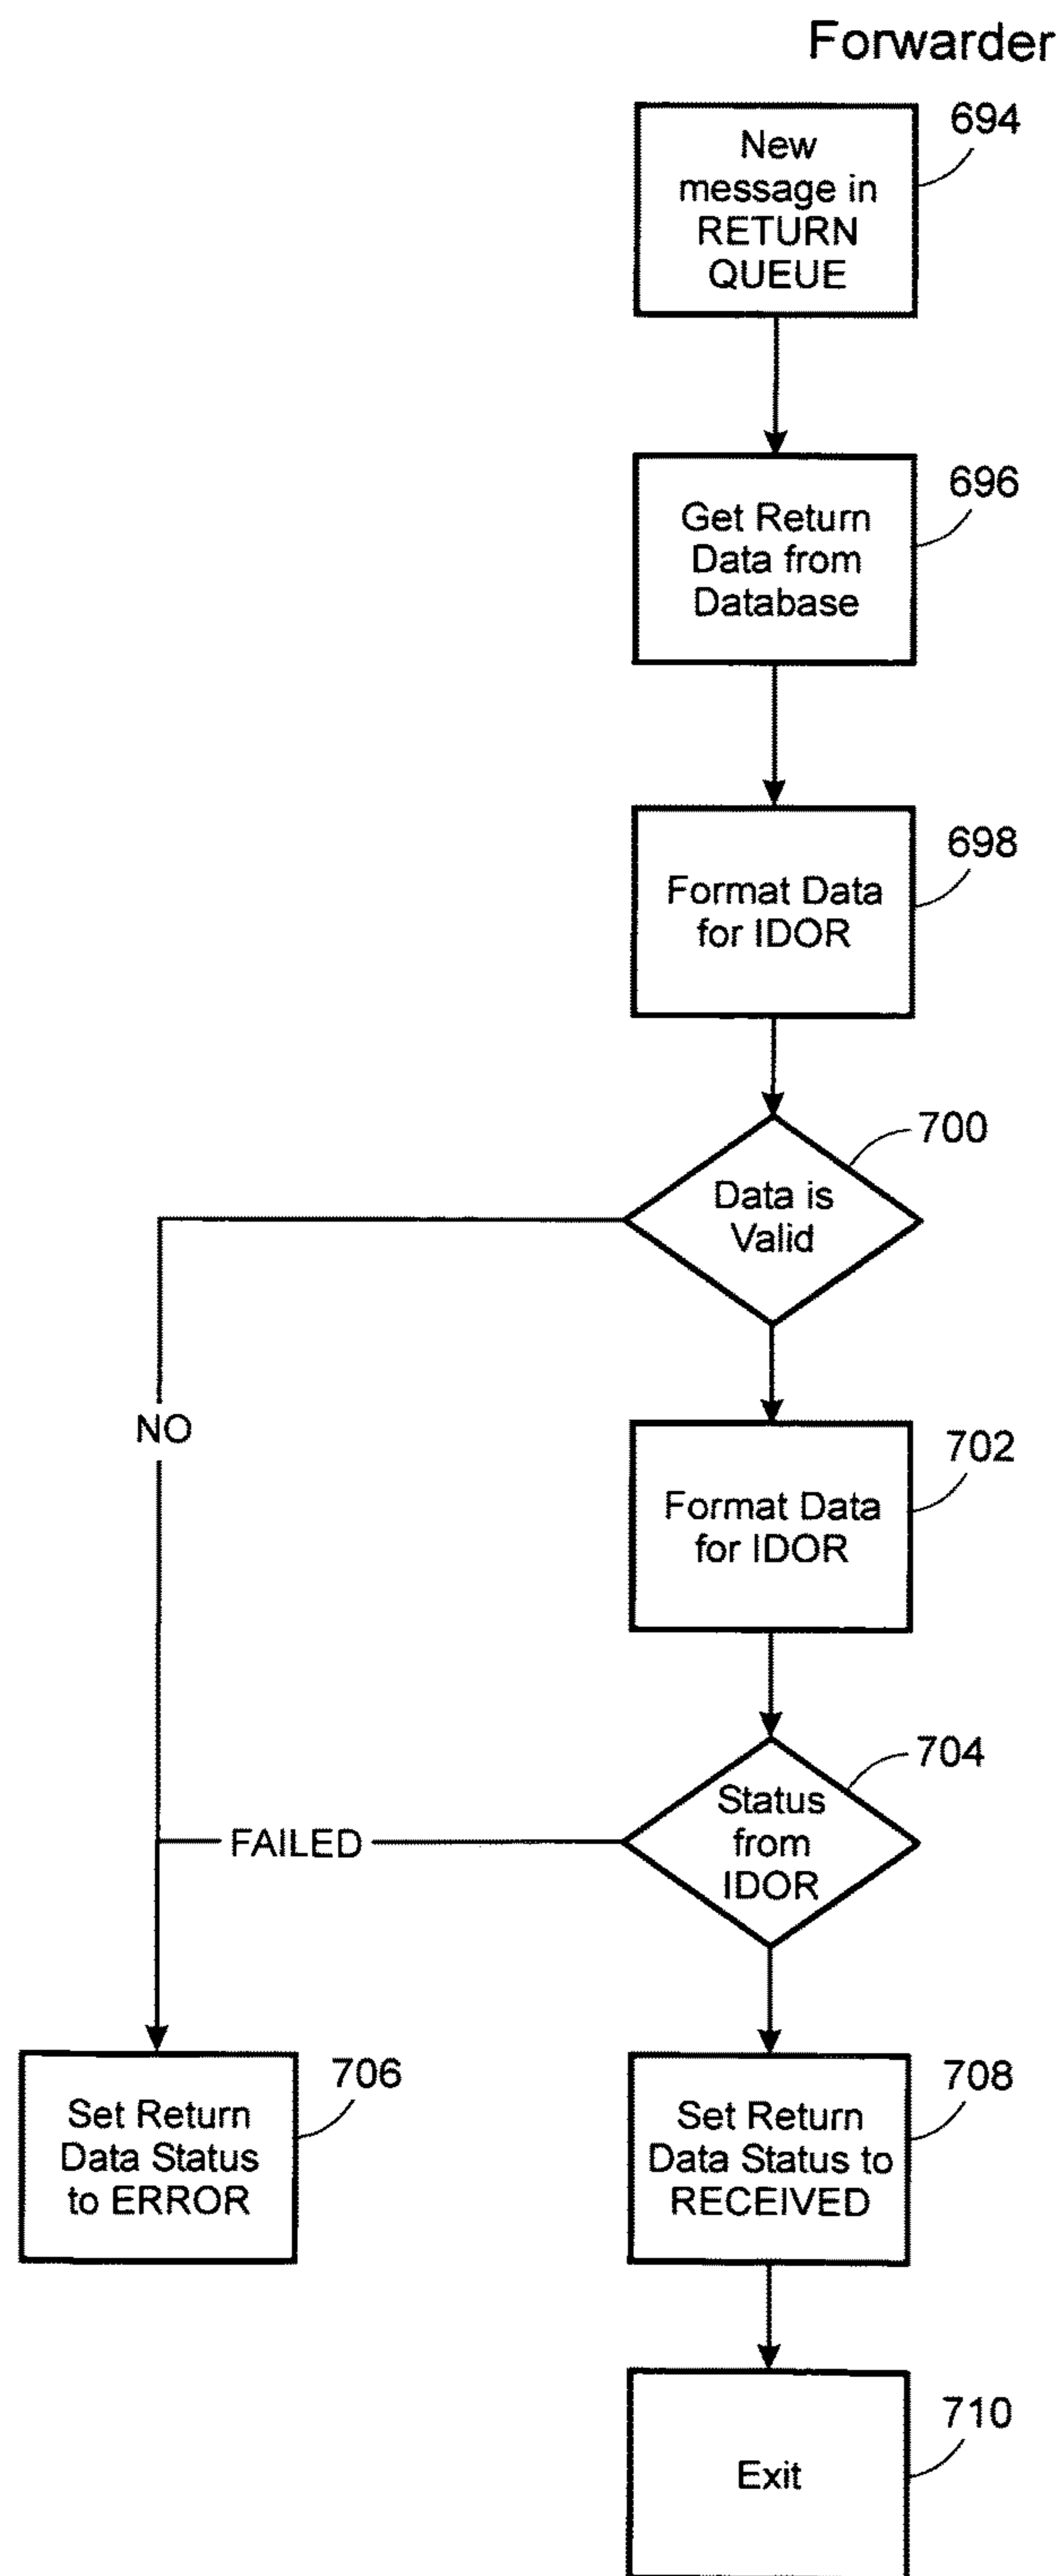 Forwarder
694
New
message in
RETURN
QUEUE
696
Get Return
Data from
Database
698
Format Data
for IDOR
700
Data is
Valid
NO
702
Format Data
for IDOR
704
Status
from
IDOR
FAILED
706
Set Return
Data Status
to ERROR
708
Set Return
Data Status to
RECEIVED
710
Exit